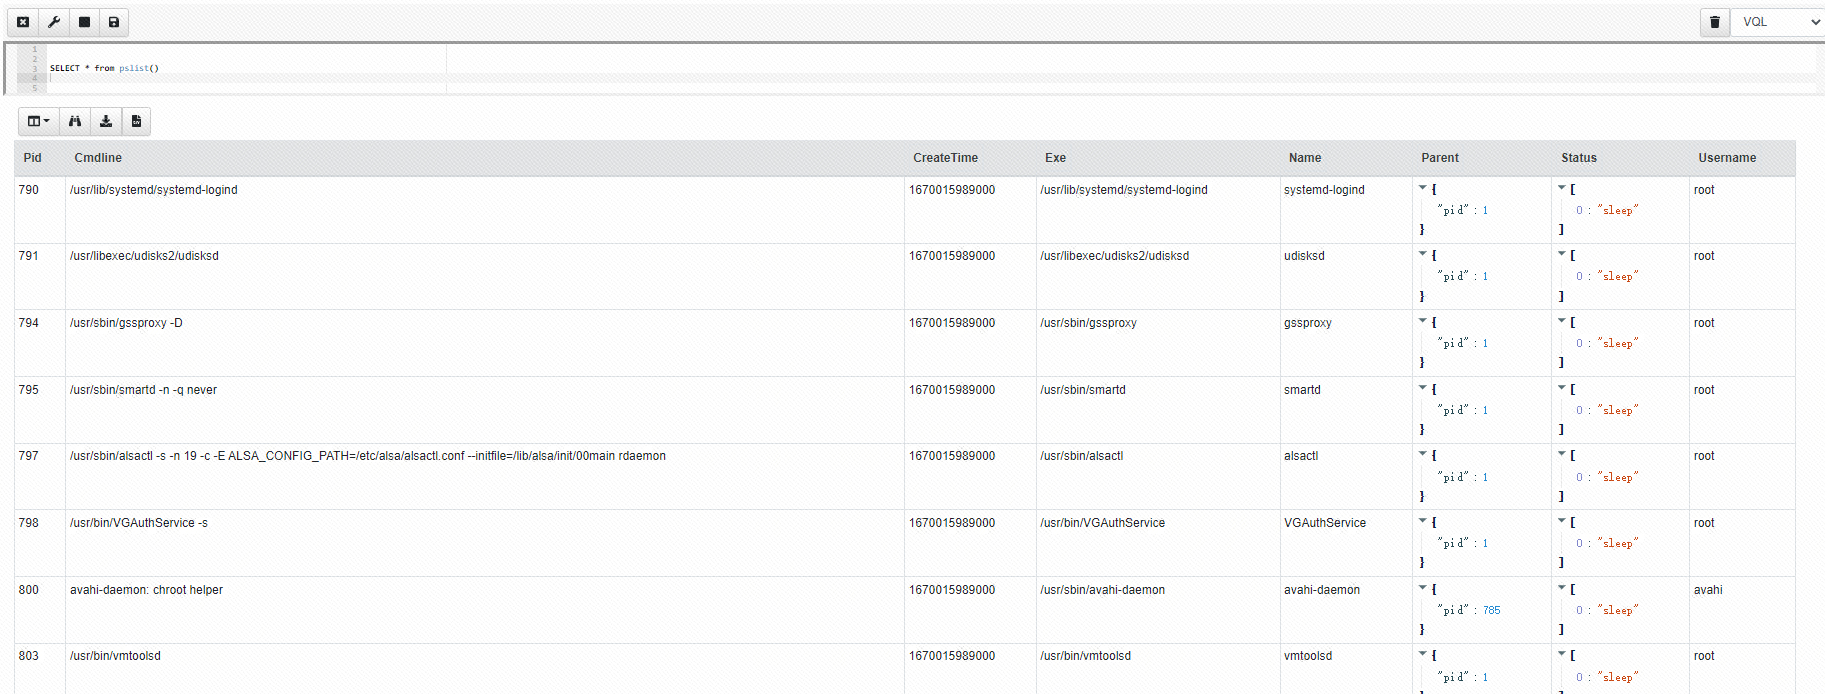 VQL
1
2
3 SELECT * from pslist()
4
5
Pid Cmdline CreateTime Exe Name Parent Status Username
790 /usr/lib/systemd/systemd-logind 1670015989000 /usr/lib/systemd/systemd-logind systemd-logind { [ root
"pid" : 1 0 : "sleep"
} ]
791 /usr/libexec/udisks2/udisksd 1670015989000 /usr/libexec/udisks2/udisksd udisksd { [ root
"pid" : 1 0 : "sleep"
} ]
794 /usr/sbin/gssproxy -D 1670015989000 /usr/sbin/gssproxy gssproxy { [ root
"pid" : 1 0 : "sleep"
} ]
795 /usr/sbin/smartd -n -q never 1670015989000 /usr/sbin/smartd smartd { [ root
"pid" : 1 0 : "sleep"
} ]
797 /usr/sbin/alsactl -s -n 19 -c -E ALSA_CONFIG_PATH=/etc/alsa/alsactl.conf --initfile=/lib/alsa/init/00main rdaemon 1670015989000 /usr/sbin/alsactl alsactl { [ root
"pid" : 1 0 : "sleep"
} ]
798 /usr/bin/VGAuthService -s 1670015989000 /usr/bin/VGAuthService VGAuthService { [ root
"pid" : 1 0 : "sleep"
} ]
800 avahi-daemon: chroot helper 1670015989000 /usr/sbin/avahi-daemon avahi-daemon { [ avahi
"pid" : 785 0 : "sleep"
} ]
803 /usr/bin/vmtoolsd 1670015989000 /usr/bin/vmtoolsd vmtoolsd { [ root
"pid" : 1 0 : "sleep"